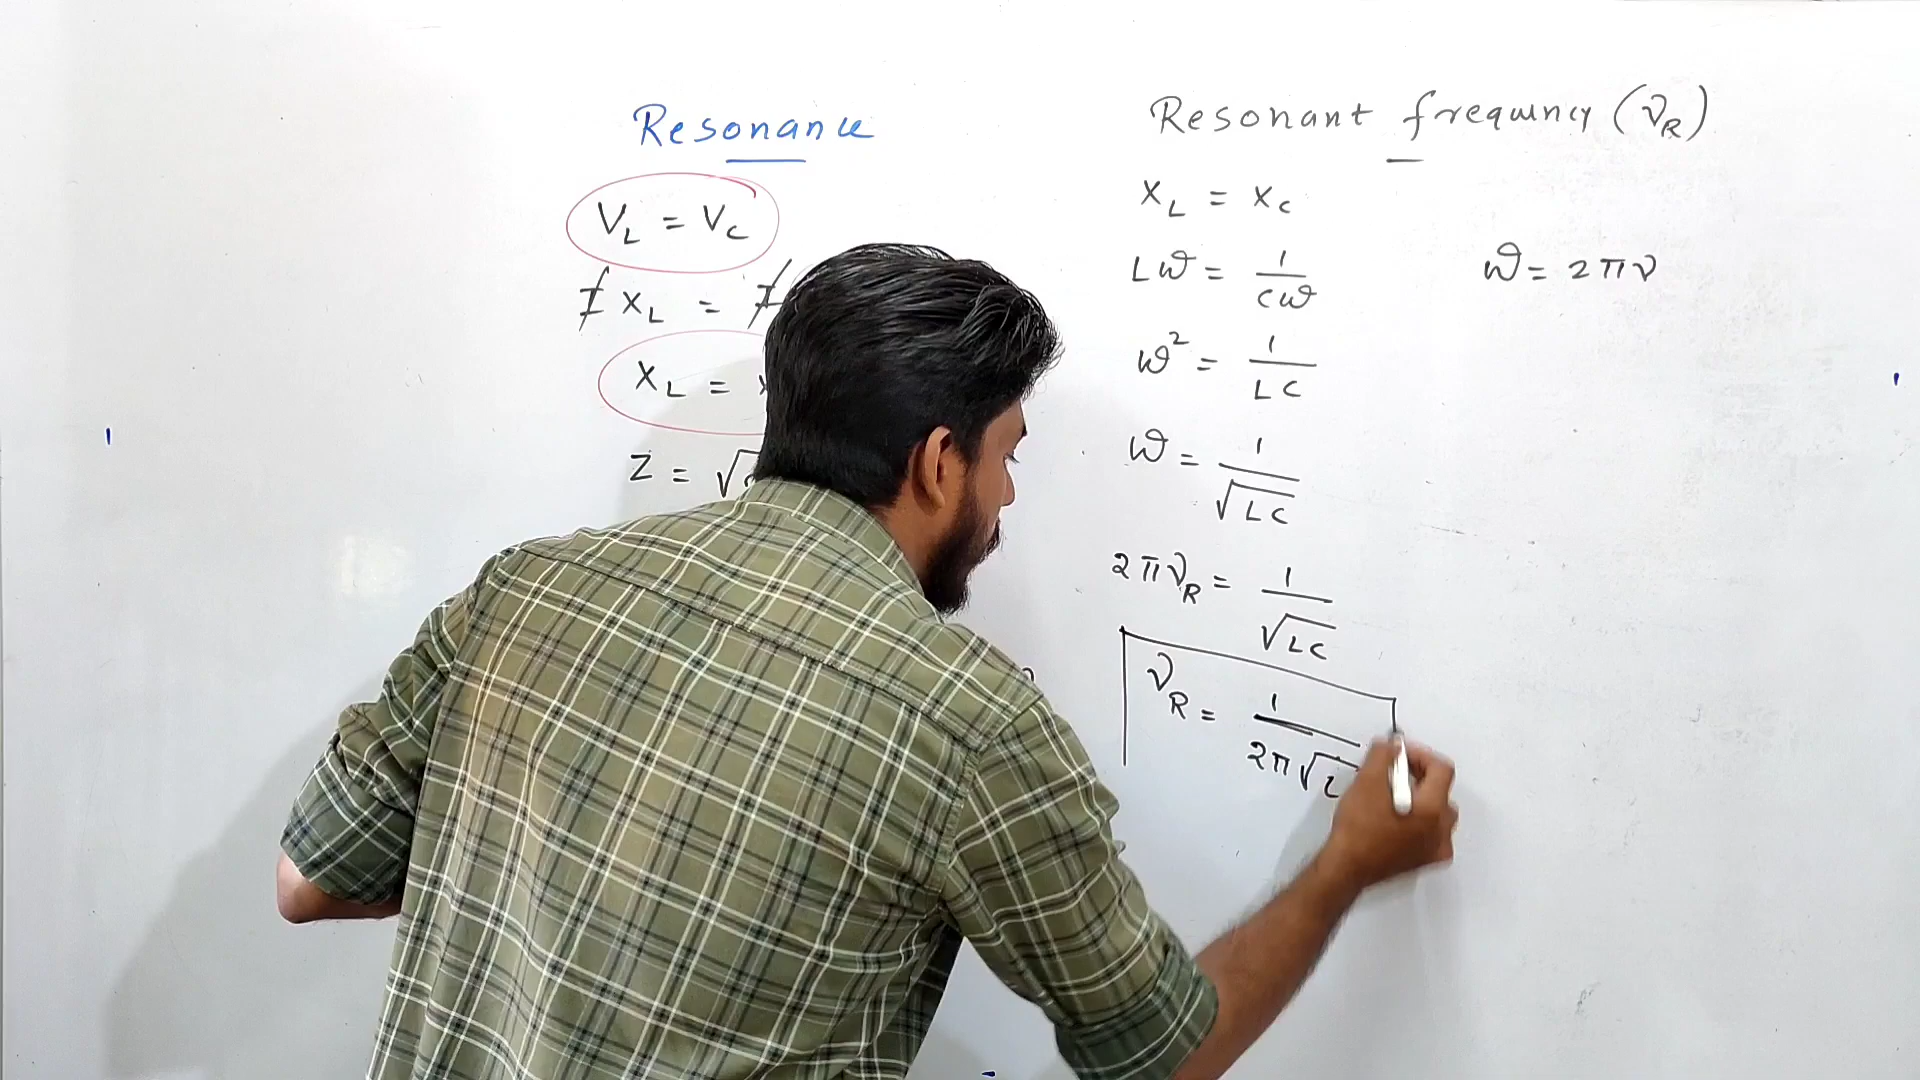 Resonance
V_L = V_C
I X_L = I
X_L =
Z = √
Resonant frequency (ν_R)
X_L = X_C
Lω = 1/Cω
ω = 2πν
ω² = 1/LC
ω = 1/√LC
2πν_R = 1/√LC
ν_R = 1/2π√L